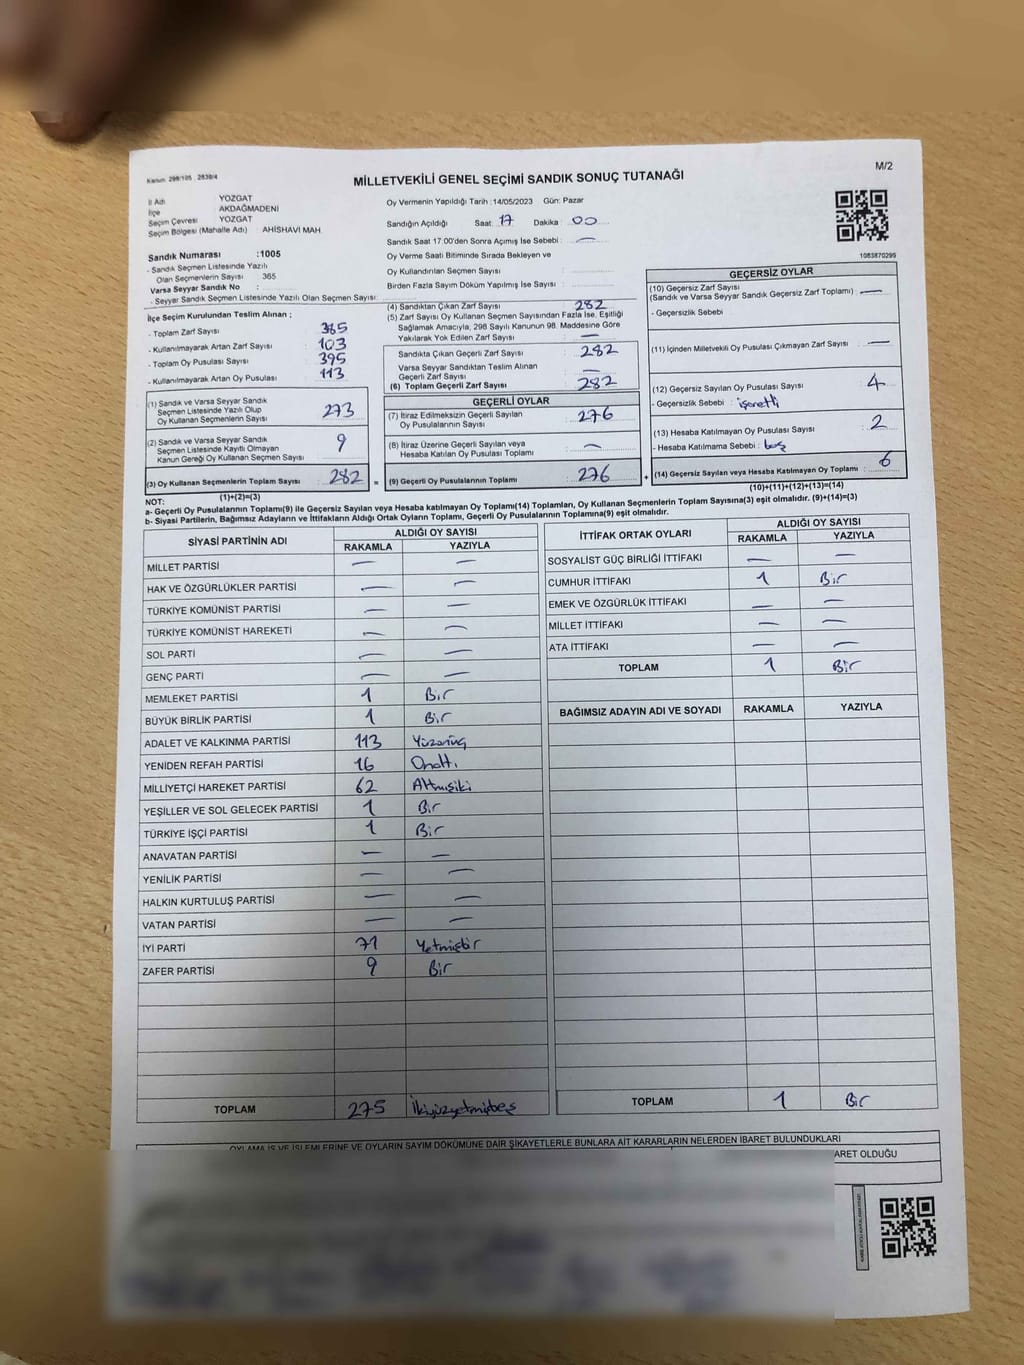 Kanun 298/105 , 2839/4
M/2
MİLLETVEKİLİ GENEL SEÇİMİ SANDIK SONUÇ TUTANAĞI
İl Adı YOZGAT
İlçe AKDAĞMADENİ
Seçim Çevresi YOZGAT
Seçim Bölgesi (Mahalle Adı) : AHİSHAVİ MAH.
Sandık Numarası :1005
- Sandık Seçmen Listesinde Yazılı
Olan Seçmenlerin Sayısı 365
Varsa Seyyar Sandık No :
- Seyyar Sandık Seçmen Listesinde Yazılı Olan Seçmen Sayısı:
Oy Vermenin Yapıldığı Tarih :14/05/2023 Gün: Pazar
Sandığın Açıldığı Saat: 17 Dakika : 00
Sandık Saat 17:00'den Sonra Açımış İse Sebebi : —
Oy Verme Saati Bitiminde Sırada Bekleyen ve
Oy Kullandırılan Seçmen Sayısı :
Birden Fazla Sayım Döküm Yapılmış İse Sayısı :
1083870295
İlçe Seçim Kurulundan Teslim Alınan ;
- Toplam Zarf Sayısı : 385
- Kullanılmayarak Artan Zarf Sayısı : 103
- Toplam Oy Pusulası Sayısı : 395
- Kullanılmayarak Artan Oy Pusulası : 113
(1) Sandık ve Varsa Seyyar Sandık
Seçmen Listesinde Yazılı Olup
Oy Kullanan Seçmenlerin Sayısı : 273
(2) Sandık ve Varsa Seyyar Sandık
Seçmen Listesinde Kayıtlı Olmayan
Kanun Gereği Oy Kullanan Seçmen Sayısı : 9
(3) Oy Kullanan Seçmenlerin Toplam Sayısı : 282 =
(1)+(2)=(3)
(4) Sandıktan Çıkan Zarf Sayısı : 282
(5) Zarf Sayısı Oy Kullanan Seçmen Sayısından Fazla İse, Eşitliği
Sağlamak Amacıyla, 298 Sayılı Kanunun 98. Maddesine Göre
Yakılarak Yok Edilen Zarf Sayısı : —
Sandıkta Çıkan Geçerli Zarf Sayısı : 282
Varsa Seyyar Sandıktan Teslim Alınan
Geçerli Zarf Sayısı : —
(6) Toplam Geçerli Zarf Sayısı : 282
GEÇERLİ OYLAR
(7) İtiraz Edilmeksizin Geçerli Sayılan
Oy Pusulalarının Sayısı : 276
(8) İtiraz Üzerine Geçerli Sayılan veya
Hesaba Katılan Oy Pusulası Toplamı : —
(9) Geçerli Oy Pusulalarının Toplamı : 276 +
GEÇERSİZ OYLAR
(10) Geçersiz Zarf Sayısı
(Sandık ve Varsa Seyyar Sandık Geçersiz Zarf Toplamı) : —
- Geçersizlik Sebebi :
(11) İçinden Milletvekili Oy Pusulası Çıkmayan Zarf Sayısı : —
(12) Geçersiz Sayılan Oy Pusulası Sayısı : 4
- Geçersizlik Sebebi : işaretli
(13) Hesaba Katılmayan Oy Pusulası Sayısı : 2
- Hesaba Katılmama Sebebi : boş
(14) Geçersiz Sayılan veya Hesaba Katılmayan Oy Toplamı : 6
(10)+(11)+(12)+(13)=(14)
NOT:
a- Geçerli Oy Pusulasının Toplamı(9) ile Geçersiz Sayılan veya Hesaba katılmayan Oy Toplamı(14) Toplamları, Oy Kullanan Seçmenlerin Toplam Sayısına(3) eşit olmalıdır. (9)+(14)=(3)
b- Siyasi Partilerin, Bağımsız Adayların ve İttifakların Aldığı Ortak Oyların Toplamı, Geçerli Oy Pusulalarının Toplamına(9) eşit olmalıdır.
SİYASİ PARTİNİN ADI ALDIĞI OY SAYISI
RAKAMLA YAZIYLA
MİLLET PARTİSİ — —
HAK VE ÖZGÜRLÜKLER PARTİSİ — —
TÜRKİYE KOMÜNİST PARTİSİ — —
TÜRKİYE KOMÜNİST HAREKETİ — —
SOL PARTİ — —
GENÇ PARTİ — —
MEMLEKET PARTİSİ 1 Bir
BÜYÜK BİRLİK PARTİSİ 1 Bir
ADALET VE KALKINMA PARTİSİ 113 Yüzonüç
YENİDEN REFAH PARTİSİ 16 Onaltı
MİLLİYETÇİ HAREKET PARTİSİ 62 Altmışiki
YEŞİLLER VE SOL GELECEK PARTİSİ 1 Bir
TÜRKİYE İŞÇİ PARTİSİ 1 Bir
ANAVATAN PARTİSİ — —
YENİLİK PARTİSİ — —
HALKIN KURTULUŞ PARTİSİ — —
VATAN PARTİSİ — —
İYİ PARTİ 71 Yetmişbir
ZAFER PARTİSİ 9 Bir
TOPLAM 275 İkiyüzyetmişbeş
İTTİFAK ORTAK OYLARI ALDIĞI OY SAYISI
RAKAMLA YAZIYLA
SOSYALİST GÜÇ BİRLİĞİ İTTİFAKI — —
CUMHUR İTTİFAKI 1 Bir
EMEK VE ÖZGÜRLÜK İTTİFAKI — —
MİLLET İTTİFAKI — —
ATA İTTİFAKI — —
TOPLAM 1 Bir
BAĞIMSIZ ADAYIN ADI VE SOYADI RAKAMLA YAZIYLA
TOPLAM 1 Bir
OYLAMA İŞ VE İŞLEMLERİNE VE OYLARIN SAYIM DÖKÜMÜNE DAİR ŞİKAYETLERLE BUNLARA AİT KARARLARIN NELERDEN İBARET BULUNDUKLARI
ARET OLDUĞU